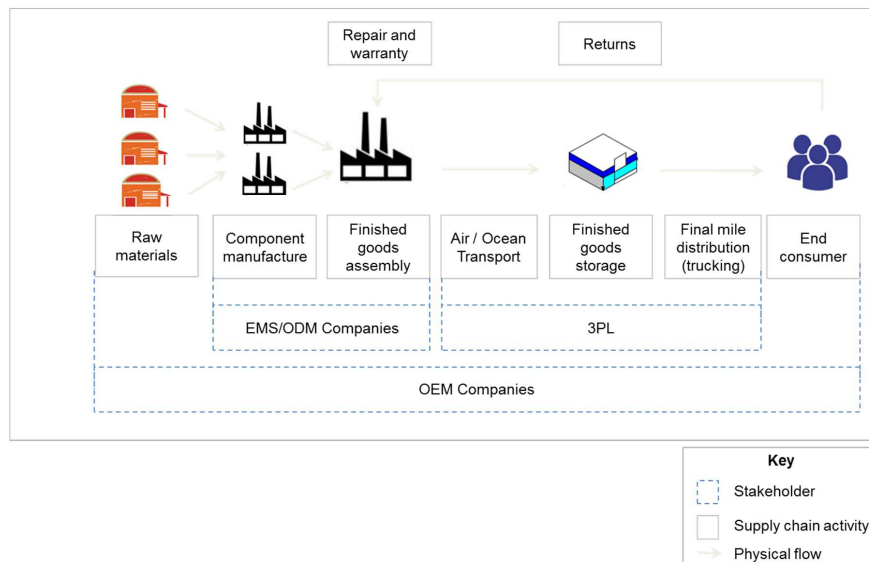 Repair and
warranty
Returns
Raw
materials
Component
manufacture
Finished
goods
assembly
Air / Ocean
Transport
Finished
goods
storage
Final mile
distribution
(trucking)
End
consumer
EMS/ODM Companies
3PL
OEM Companies
Key
Stakeholder
Supply chain activity
Physical flow